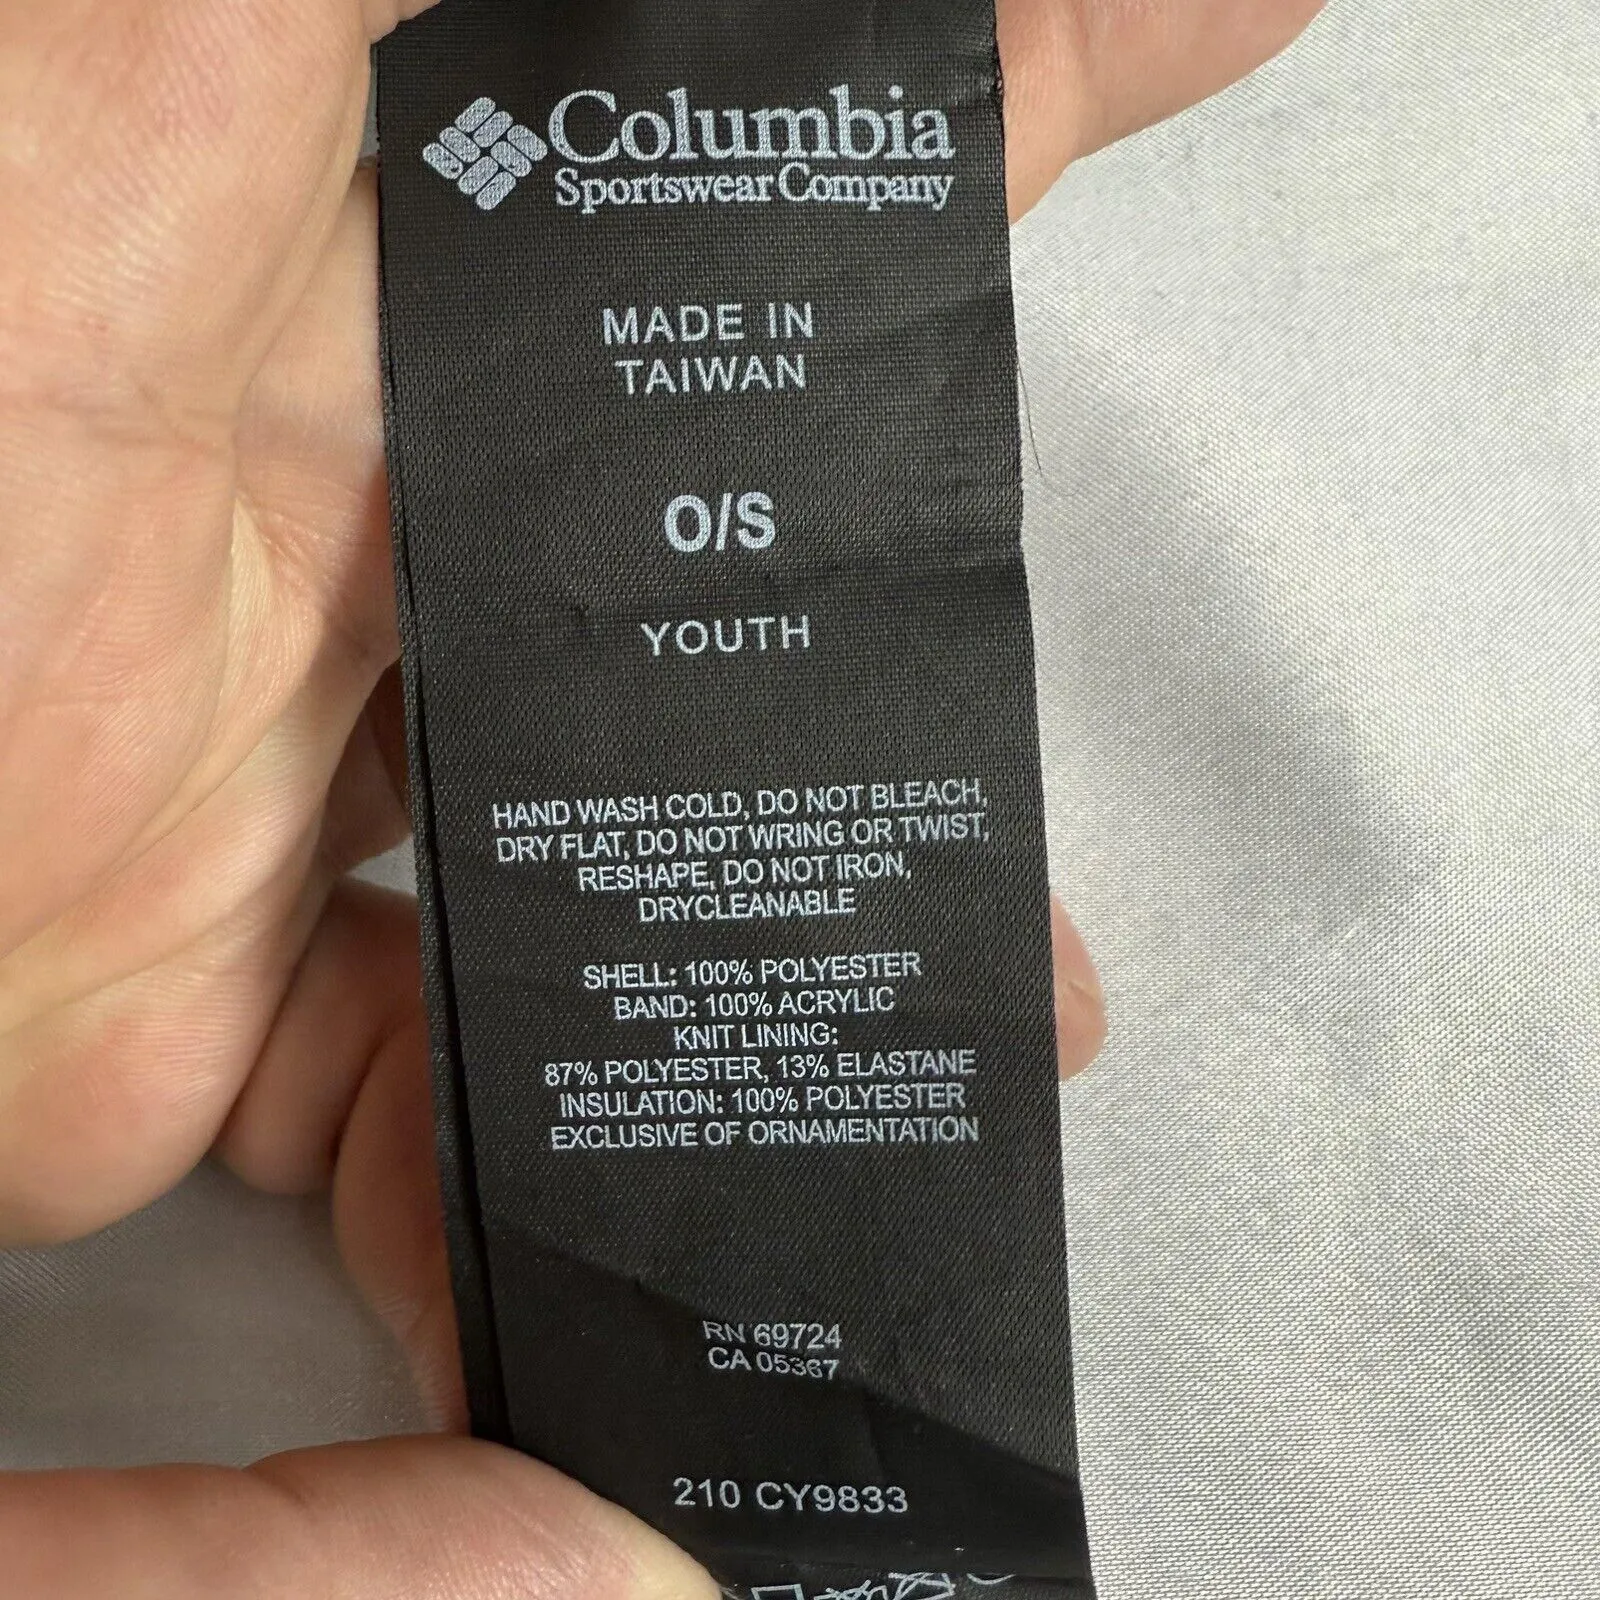 Columbia
Sportswear Company
MADE IN
TAIWAN
O/S
YOUTH
HAND WASH COLD, DO NOT BLEACH,
DRY FLAT, DO NOT WRING OR TWIST,
RESHAPE, DO NOT IRON,
DRYCLEANABLE
SHELL: 100% POLYESTER
BAND: 100% ACRYLIC
KNIT LINING:
87% POLYESTER, 13% ELASTANE
INSULATION: 100% POLYESTER
EXCLUSIVE OF ORNAMENTATION
RN 69724
CA 05367
210 CY9833